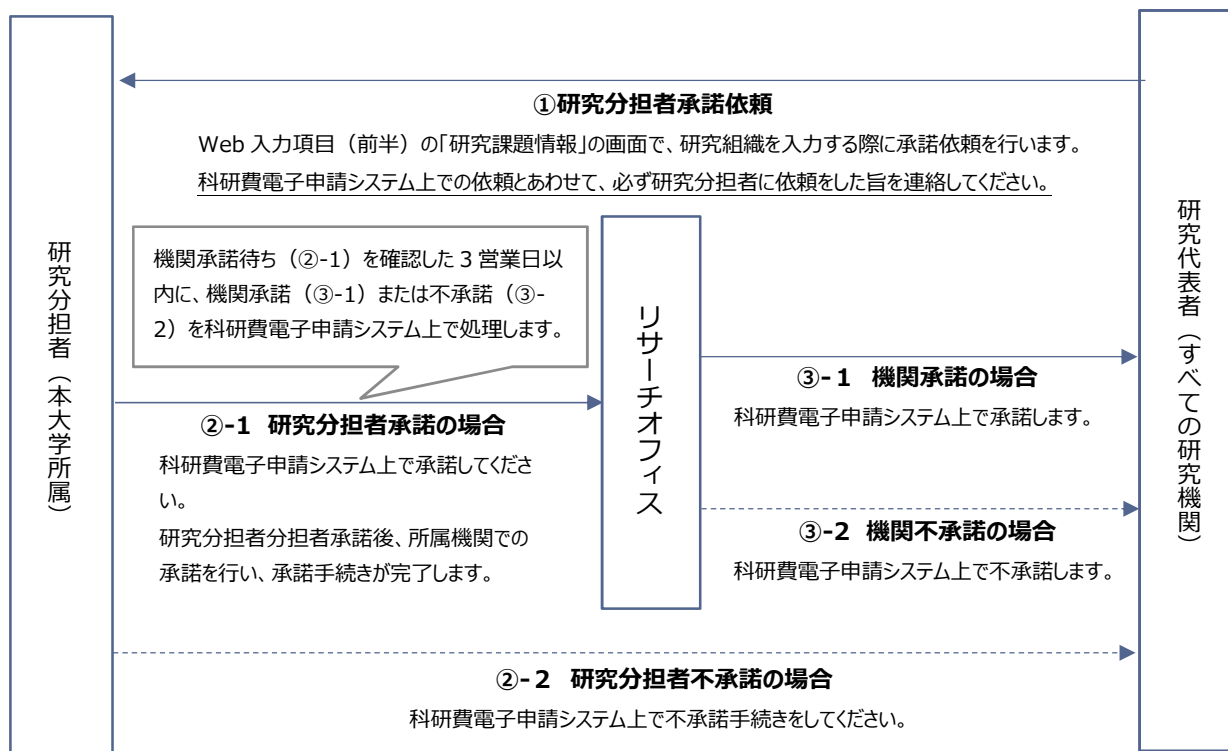 ①研究分担者承諾依頼
Web 入力項目（前半）の「研究課題情報」の画面で、研究組織を入力する際に承諾依頼を行います。
科研費電子申請システム上での依頼とあわせて、必ず研究分担者に依頼をした旨を連絡してください。
研究分担者（本大学所属）
機関承諾待ち（②-1）を確認した 3 営業日以
内に、機関承諾（③-1）または不承諾（③-
2）を科研費電子申請システム上で処理します。
リサーチオフィス
研究代表者（すべての研究機関）
②-1 研究分担者承諾の場合
科研費電子申請システム上で承諾してくださ
い。
研究分担者分担者承諾後、所属機関での
承諾を行い、承諾手続きが完了します。
③-１ 機関承諾の場合
科研費電子申請システム上で承諾します。
③-２ 機関不承諾の場合
科研費電子申請システム上で不承諾します。
②-２ 研究分担者不承諾の場合
科研費電子申請システム上で不承諾手続きをしてください。